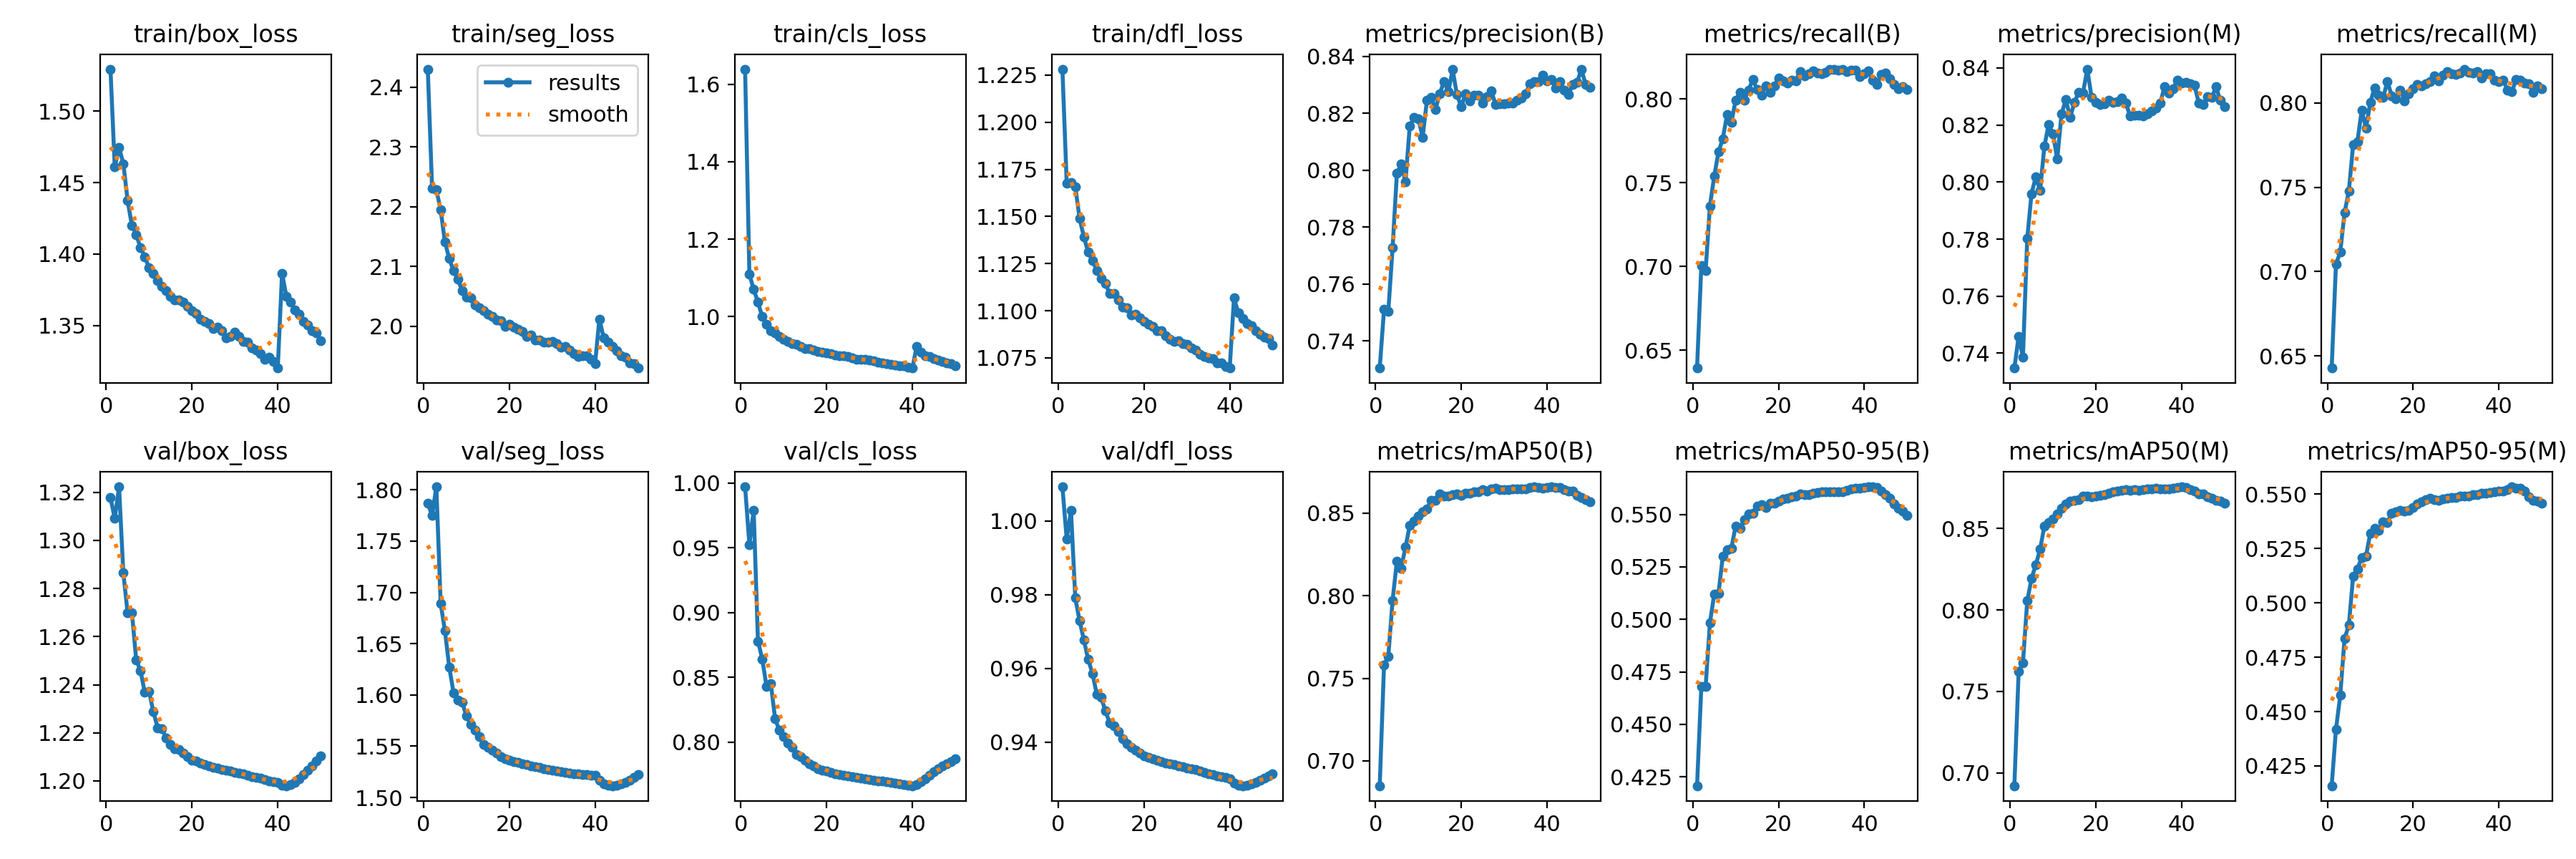 train/box_loss
1.50
1.45
1.40
1.35
0 20 40
train/seg_loss
results
smooth
2.4
2.3
2.2
2.1
2.0
0 20 40
train/cls_loss
1.6
1.4
1.2
1.0
0 20 40
train/dfl_loss
1.225
1.200
1.175
1.150
1.125
1.100
1.075
0 20 40
metrics/precision(B)
0.84
0.82
0.80
0.78
0.76
0.74
0 20 40
metrics/recall(B)
0.80
0.75
0.70
0.65
0 20 40
metrics/precision(M)
0.84
0.82
0.80
0.78
0.76
0.74
0 20 40
metrics/recall(M)
0.80
0.75
0.70
0.65
0 20 40
val/box_loss
1.32
1.30
1.28
1.26
1.24
1.22
1.20
0 20 40
val/seg_loss
1.80
1.75
1.70
1.65
1.60
1.55
1.50
0 20 40
val/cls_loss
1.00
0.95
0.90
0.85
0.80
0 20 40
val/dfl_loss
1.00
0.98
0.96
0.94
0 20 40
metrics/mAP50(B)
0.85
0.80
0.75
0.70
0 20 40
metrics/mAP50-95(B)
0.550
0.525
0.500
0.475
0.450
0.425
0 20 40
metrics/mAP50(M)
0.85
0.80
0.75
0.70
0 20 40
metrics/mAP50-95(M)
0.550
0.525
0.500
0.475
0.450
0.425
0 20 40